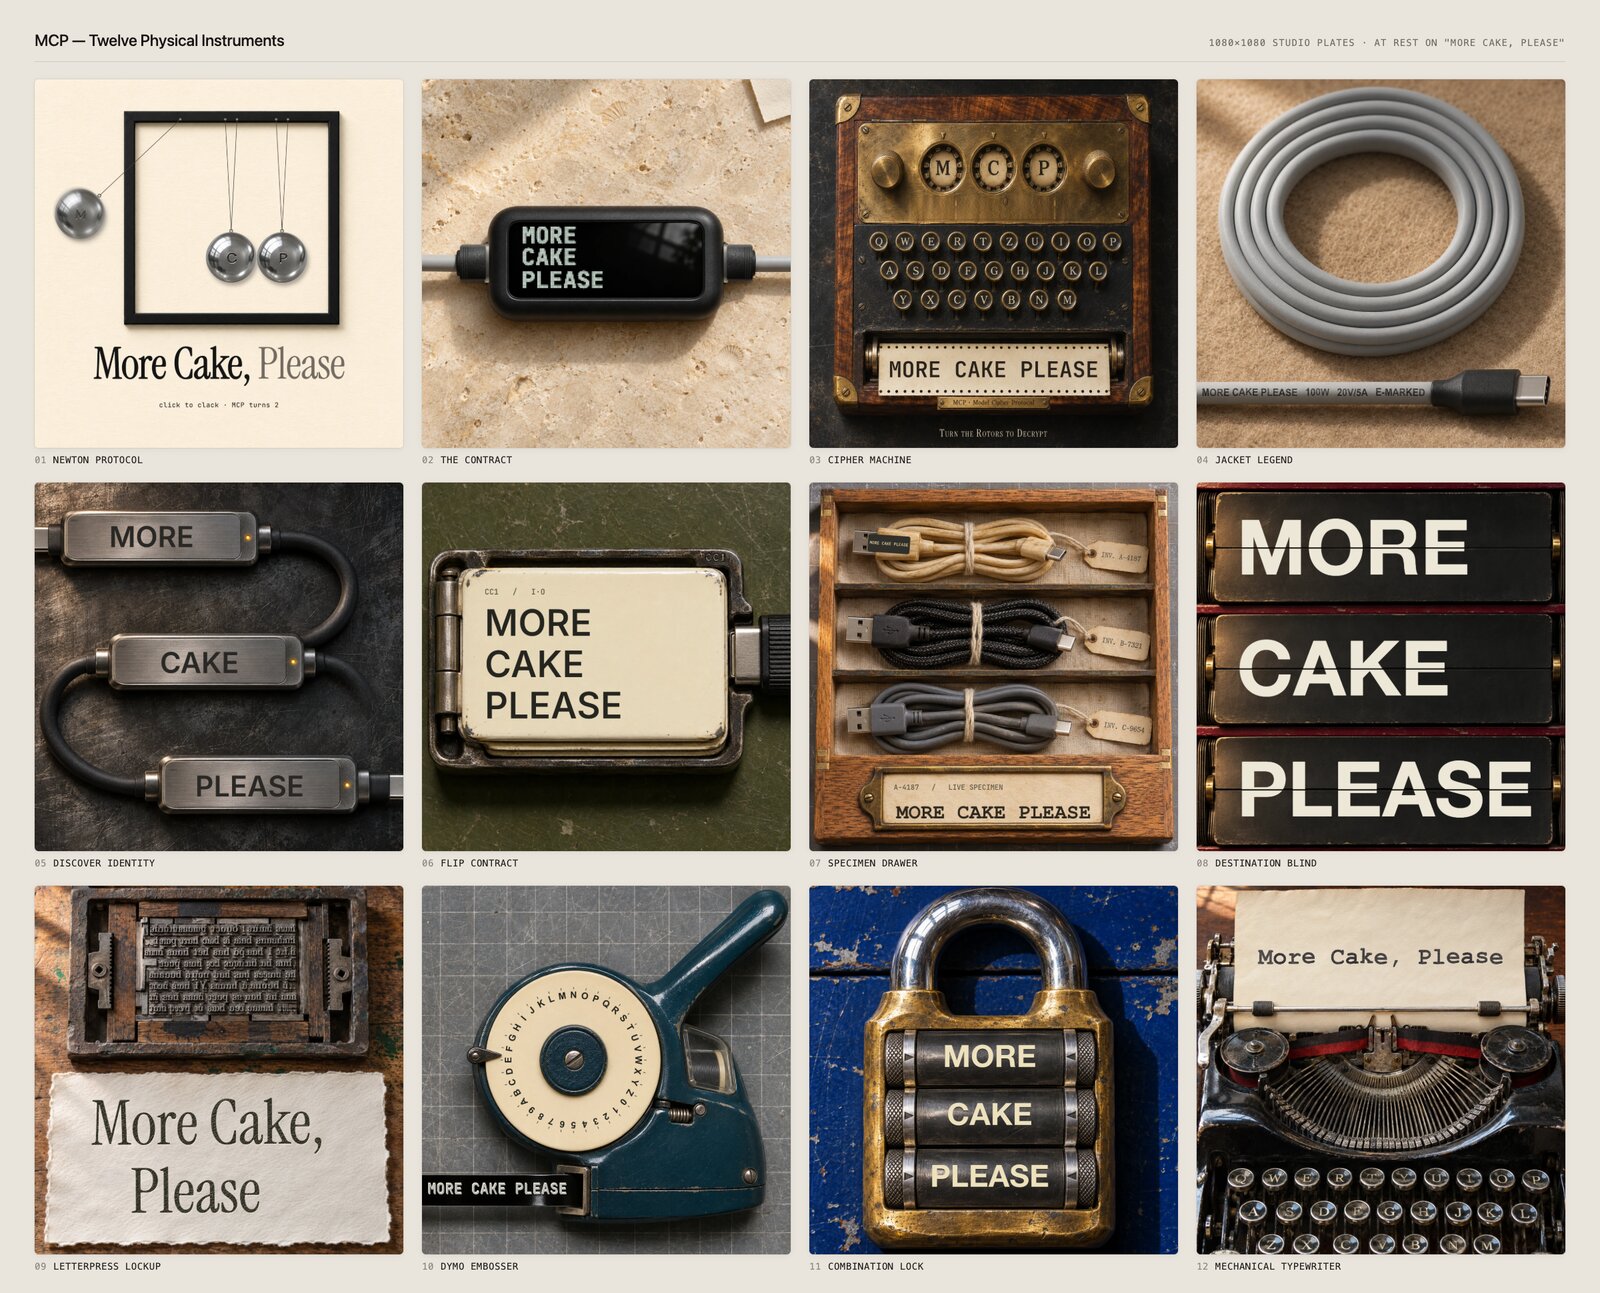 MCP — Twelve Physical Instruments
1080×1080 STUDIO PLATES · AT REST ON "MORE CAKE, PLEASE"
M
C
P
More Cake, Please
click to clack · MCP turns 2
01 NEWTON PROTOCOL
MORE
CAKE
PLEASE
02 THE CONTRACT
M C P
Q W E R T Z U I O P
A S D F G H J K L
Y X C V B N M
MORE CAKE PLEASE
MCP · Model Cipher Protocol
TURN THE ROTORS TO DECRYPT
03 CIPHER MACHINE
MORE CAKE PLEASE 100W 20V/5A E-MARKED
04 JACKET LEGEND
MORE
CAKE
PLEASE
05 DISCOVER IDENTITY
CC1
CC1 / I·O
MORE
CAKE
PLEASE
06 FLIP CONTRACT
MORE CAKE PLEASE
INV. A-4187
INV. B-7321
INV. C-9654
A-4187 / LIVE SPECIMEN
MORE CAKE PLEASE
07 SPECIMEN DRAWER
MORE
CAKE
PLEASE
08 DESTINATION BLIND
More Cake,
Please
09 LETTERPRESS LOCKUP
ABCDEFGHIJKLMNOPQRSTUVWXYZ0123456789
MORE CAKE PLEASE
10 DYMO EMBOSSER
MORE
CAKE
PLEASE
11 COMBINATION LOCK
More Cake, Please
Q W E R T Y U I O P
A S D F G H J K L
Z X C V B N M
12 MECHANICAL TYPEWRITER